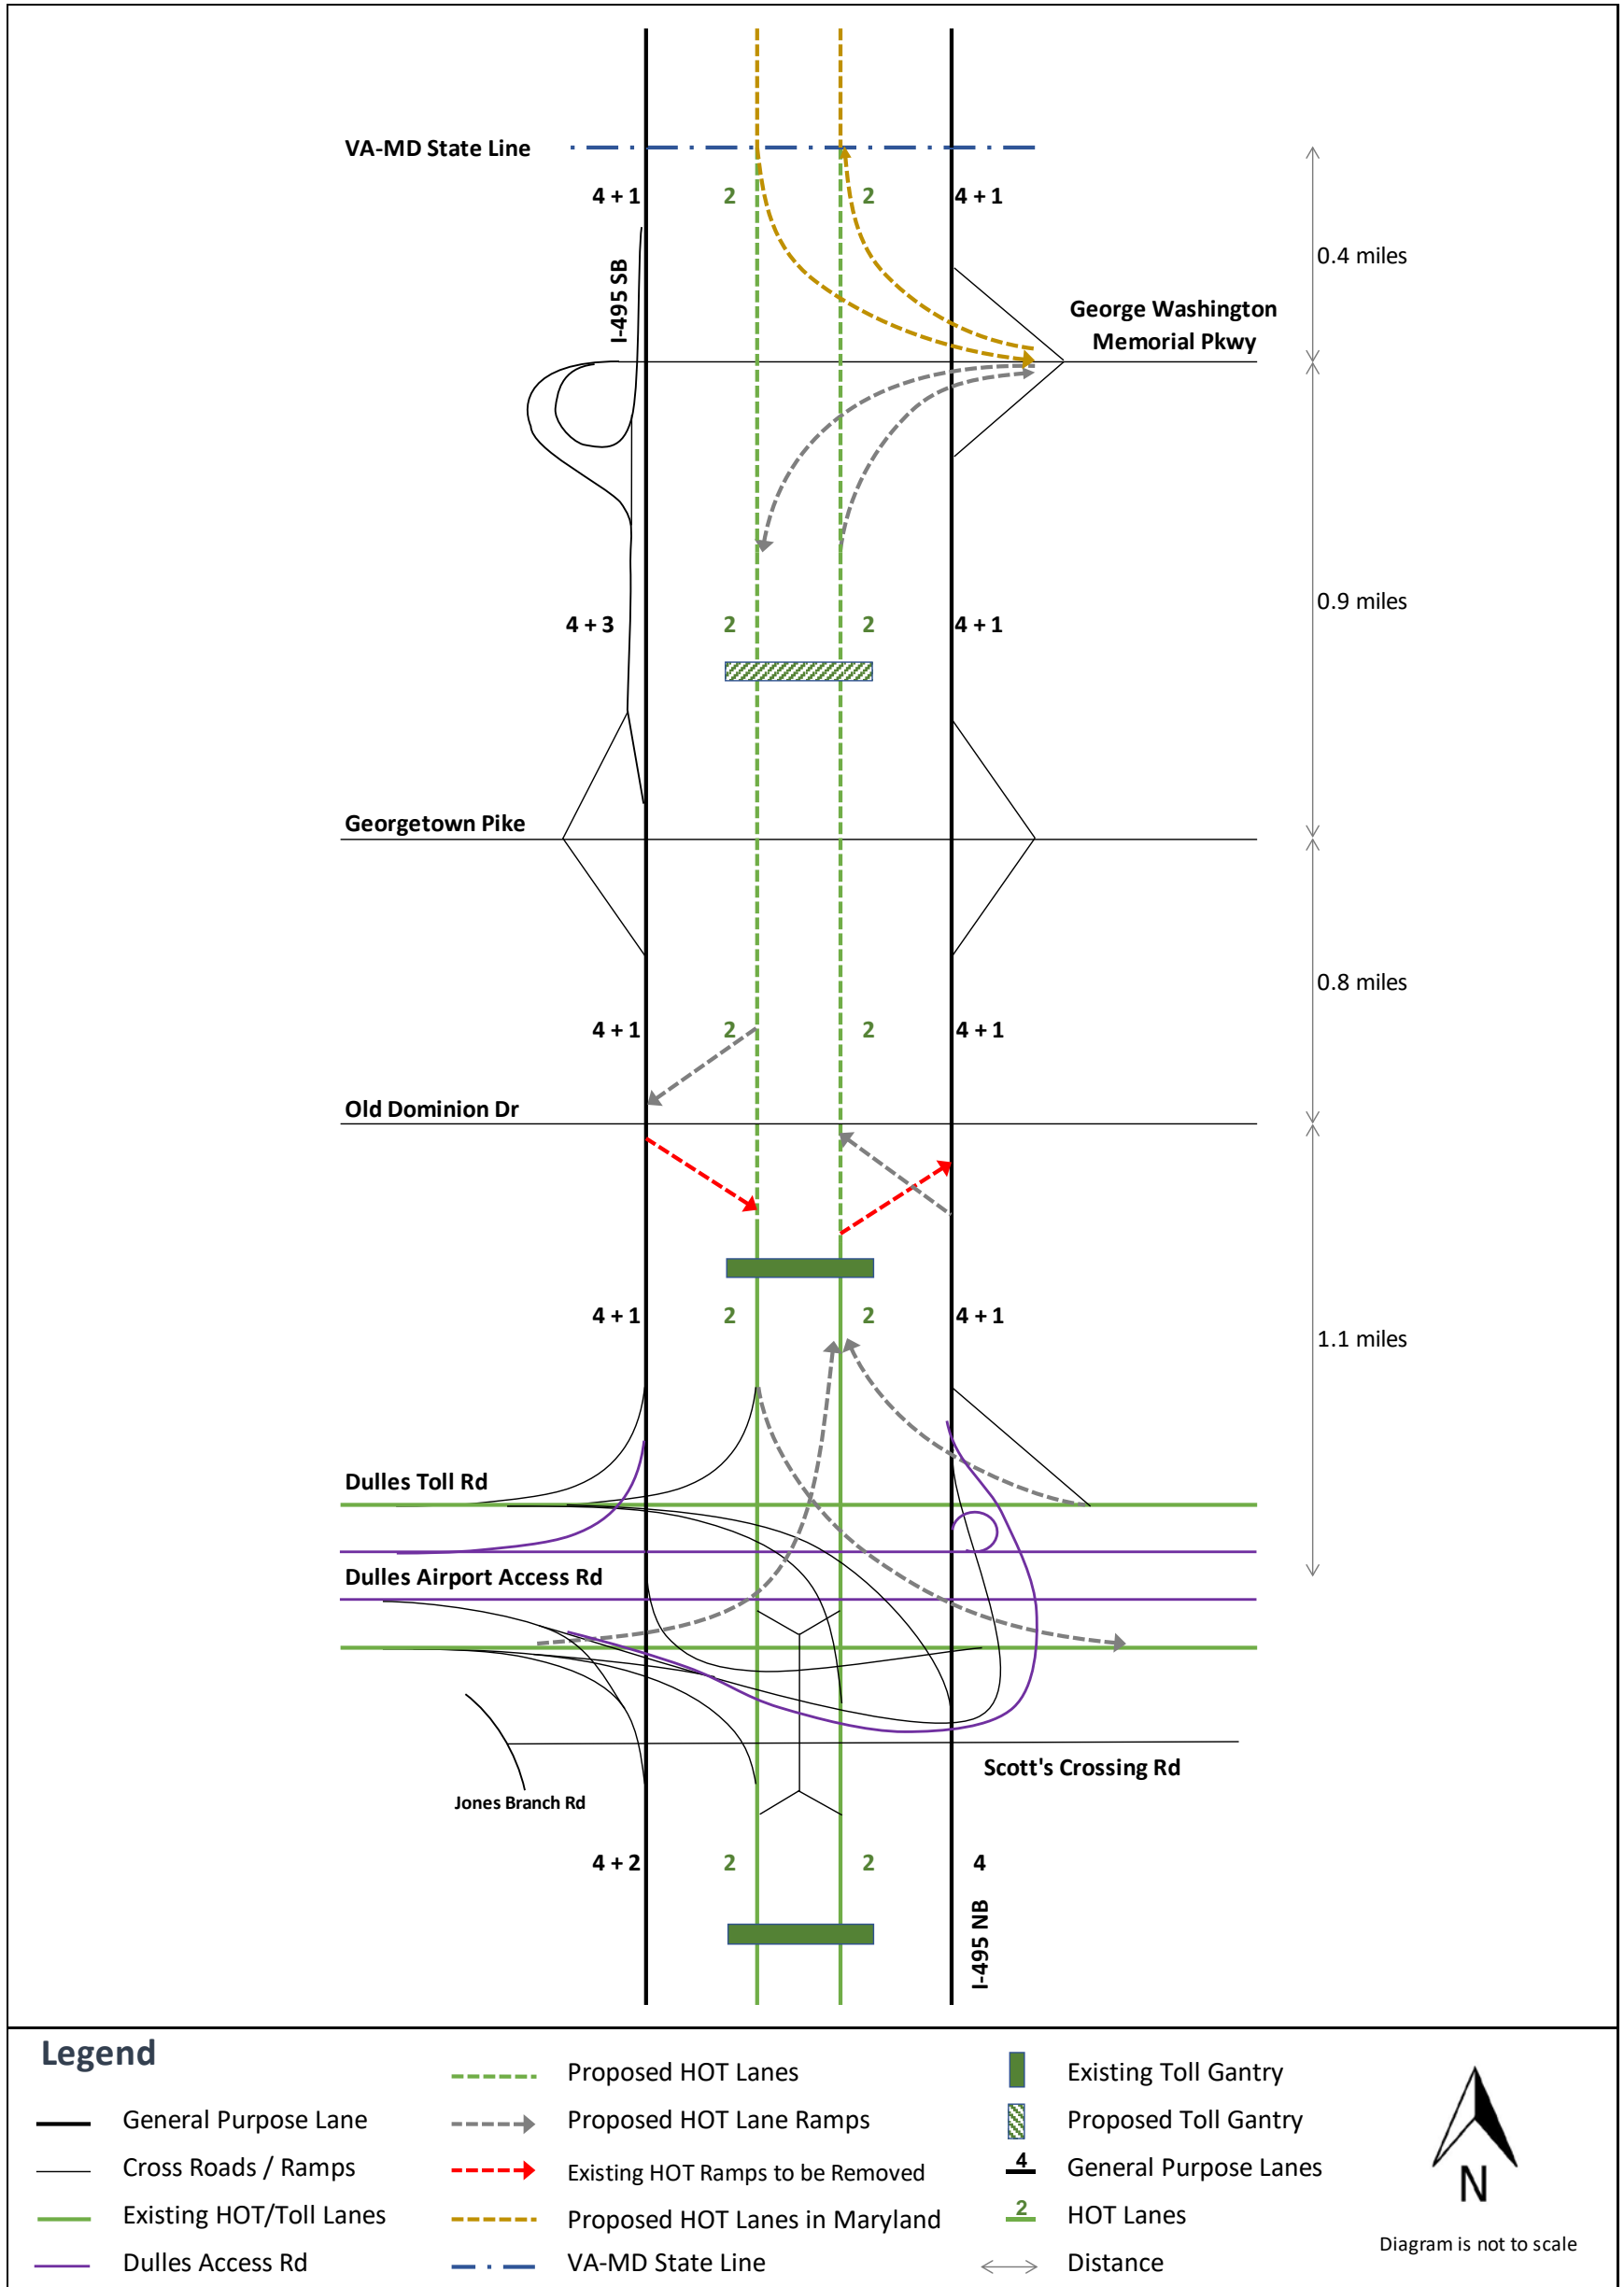 VA-MD State Line
4 + 1
2
2
4 + 1
0.4 miles
I-495 SB
George Washington
Memorial Pkwy
4 + 3
2
2
4 + 1
0.9 miles
Georgetown Pike
0.8 miles
4 + 1
2
2
4 + 1
Old Dominion Dr
4 + 1
2
2
4 + 1
1.1 miles
Dulles Toll Rd
Dulles Airport Access Rd
Scott's Crossing Rd
Jones Branch Rd
4 + 2
2
2
4
I-495 NB
Legend
General Purpose Lane
Cross Roads / Ramps
Existing HOT/Toll Lanes
Dulles Access Rd
Proposed HOT Lanes
Proposed HOT Lane Ramps
Existing HOT Ramps to be Removed
Proposed HOT Lanes in Maryland
VA-MD State Line
Existing Toll Gantry
Proposed Toll Gantry
4 General Purpose Lanes
2 HOT Lanes
Distance
N
Diagram is not to scale